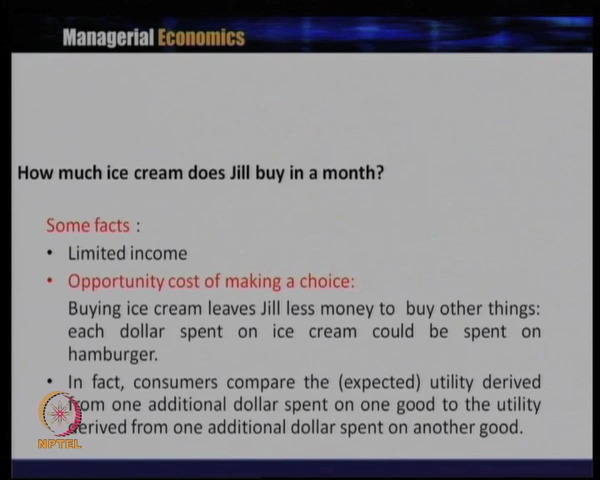 Managerial Economics
How much ice cream does Jill buy in a month?
Some facts :
• Limited income
• Opportunity cost of making a choice:
Buying ice cream leaves Jill less money to buy other things:
each dollar spent on ice cream could be spent on
hamburger.
• In fact, consumers compare the (expected) utility derived
from one additional dollar spent on one good to the utility
derived from one additional dollar spent on another good.
NPTEL